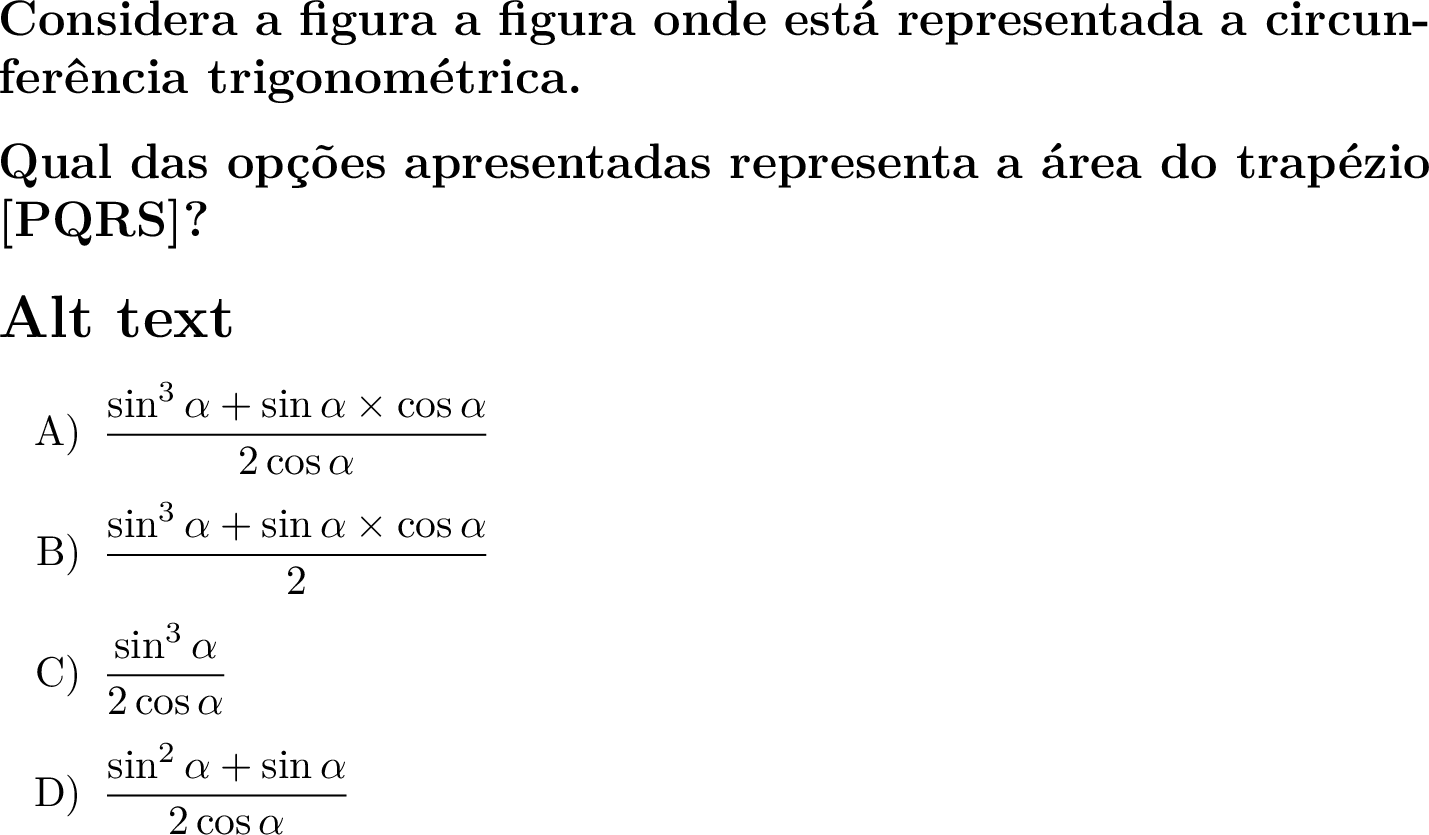 Considera a figura a figura onde está representada a circun-
ferência trigonométrica.
Qual das opções apresentadas representa a área do trapézio
[PQRS]?
Alt text
A) \frac{\sin^3 \alpha + \sin \alpha \times \cos \alpha}{2 \cos \alpha}
B) \frac{\sin^3 \alpha + \sin \alpha \times \cos \alpha}{2}
C) \frac{\sin^3 \alpha}{2 \cos \alpha}
D) \frac{\sin^2 \alpha + \sin \alpha}{2 \cos \alpha}